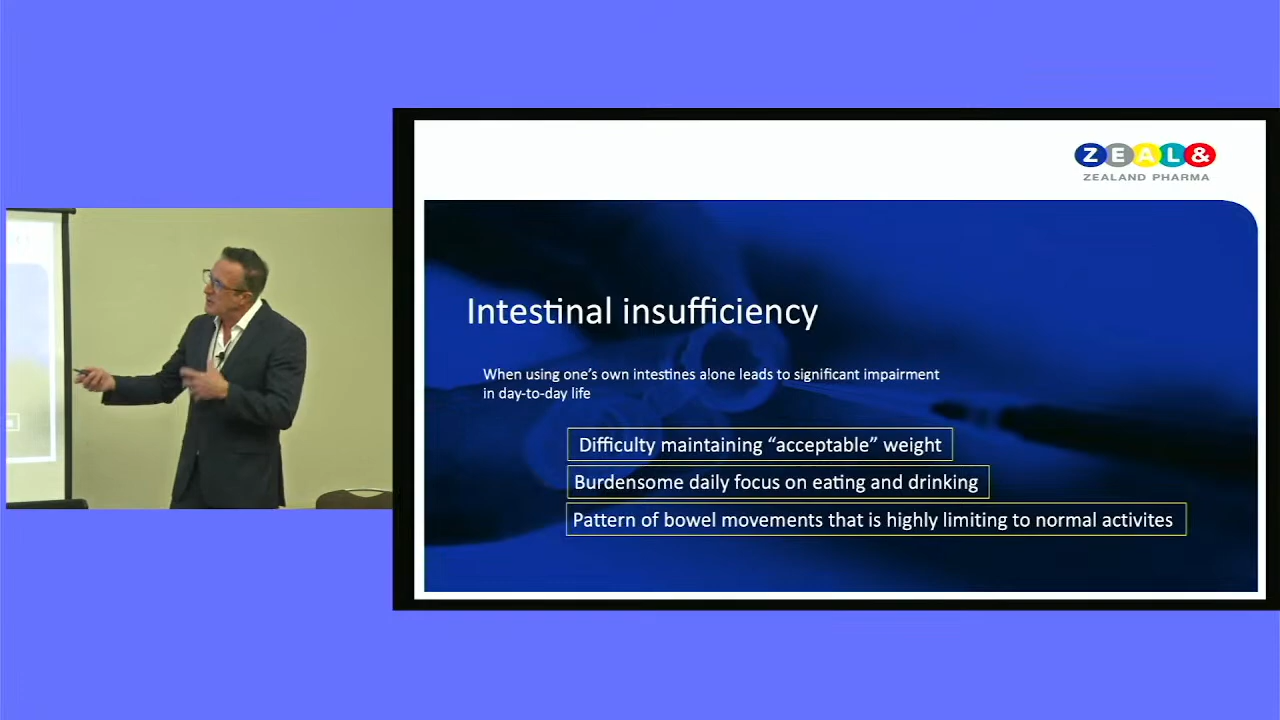 ZEAL&
ZEALAND PHARMA
Intestinal insufficiency
When using one's own intestines alone leads to significant impairment
in day-to-day life
Difficulty maintaining “acceptable” weight
Burdensome daily focus on eating and drinking
Pattern of bowel movements that is highly limiting to normal activites